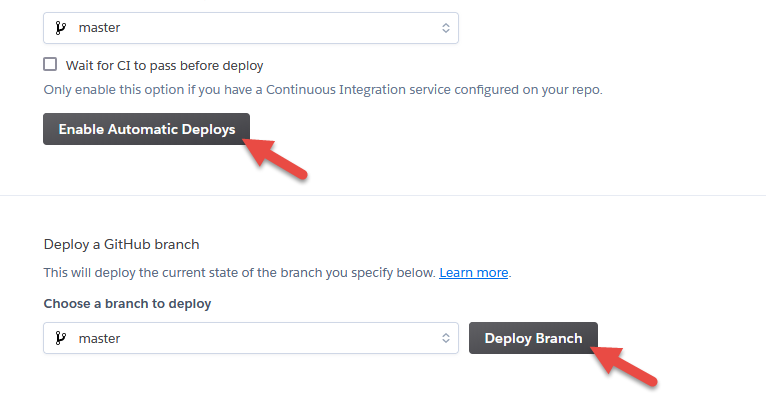 master
Wait for CI to pass before deploy
Only enable this option if you have a Continuous Integration service configured on your repo.
Enable Automatic Deploys
Deploy a GitHub branch
This will deploy the current state of the branch you specify below. Learn more.
Choose a branch to deploy
master
Deploy Branch